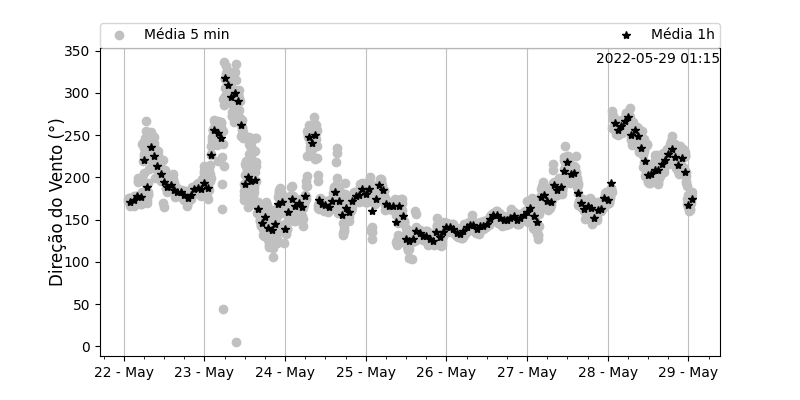 Média 5 min
Média 1h
2022-05-29 01:15
Direção do Vento (°)
350
300
250
200
150
100
50
0
22 - May
23 - May
24 - May
25 - May
26 - May
27 - May
28 - May
29 - May